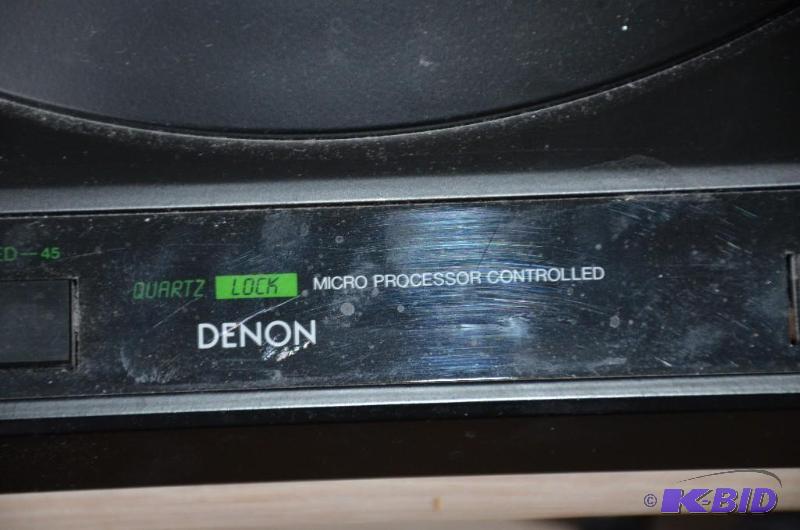 ED--45
QUARTZ LOCK MICRO PROCESSOR CONTROLLED
DENON
© K-BID